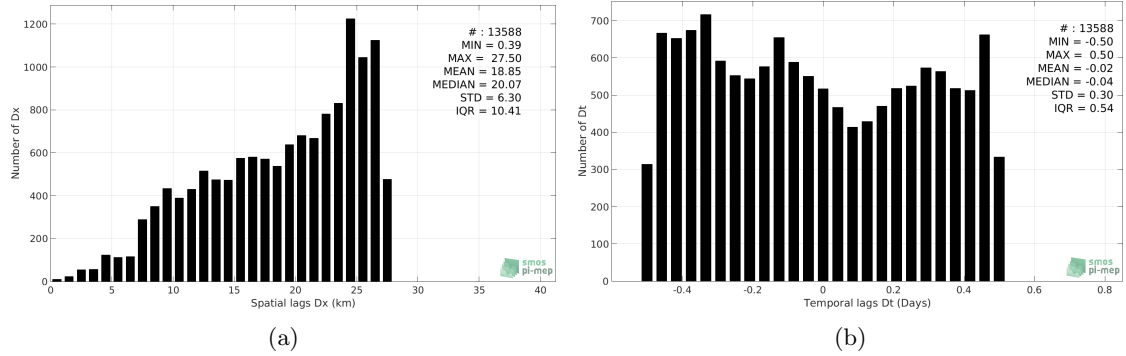 1200
1000
800
600
400
200
0
Number of Dx
# : 13588
MIN = 0.39
MAX = 27.50
MEAN = 18.85
MEDIAN = 20.07
STD = 6.30
IQR = 10.41
smos
pi-mep
0 5 10 15 20 25 30 35 40
Spatial lags Dx (km)
(a)
700
600
500
400
300
200
100
0
Number of Dt
# : 13588
MIN = -0.50
MAX = 0.50
MEAN = -0.02
MEDIAN = -0.04
STD = 0.30
IQR = 0.54
smos
pi-mep
-0.4 -0.2 0 0.2 0.4 0.6 0.8
Temporal lags Dt (Days)
(b)